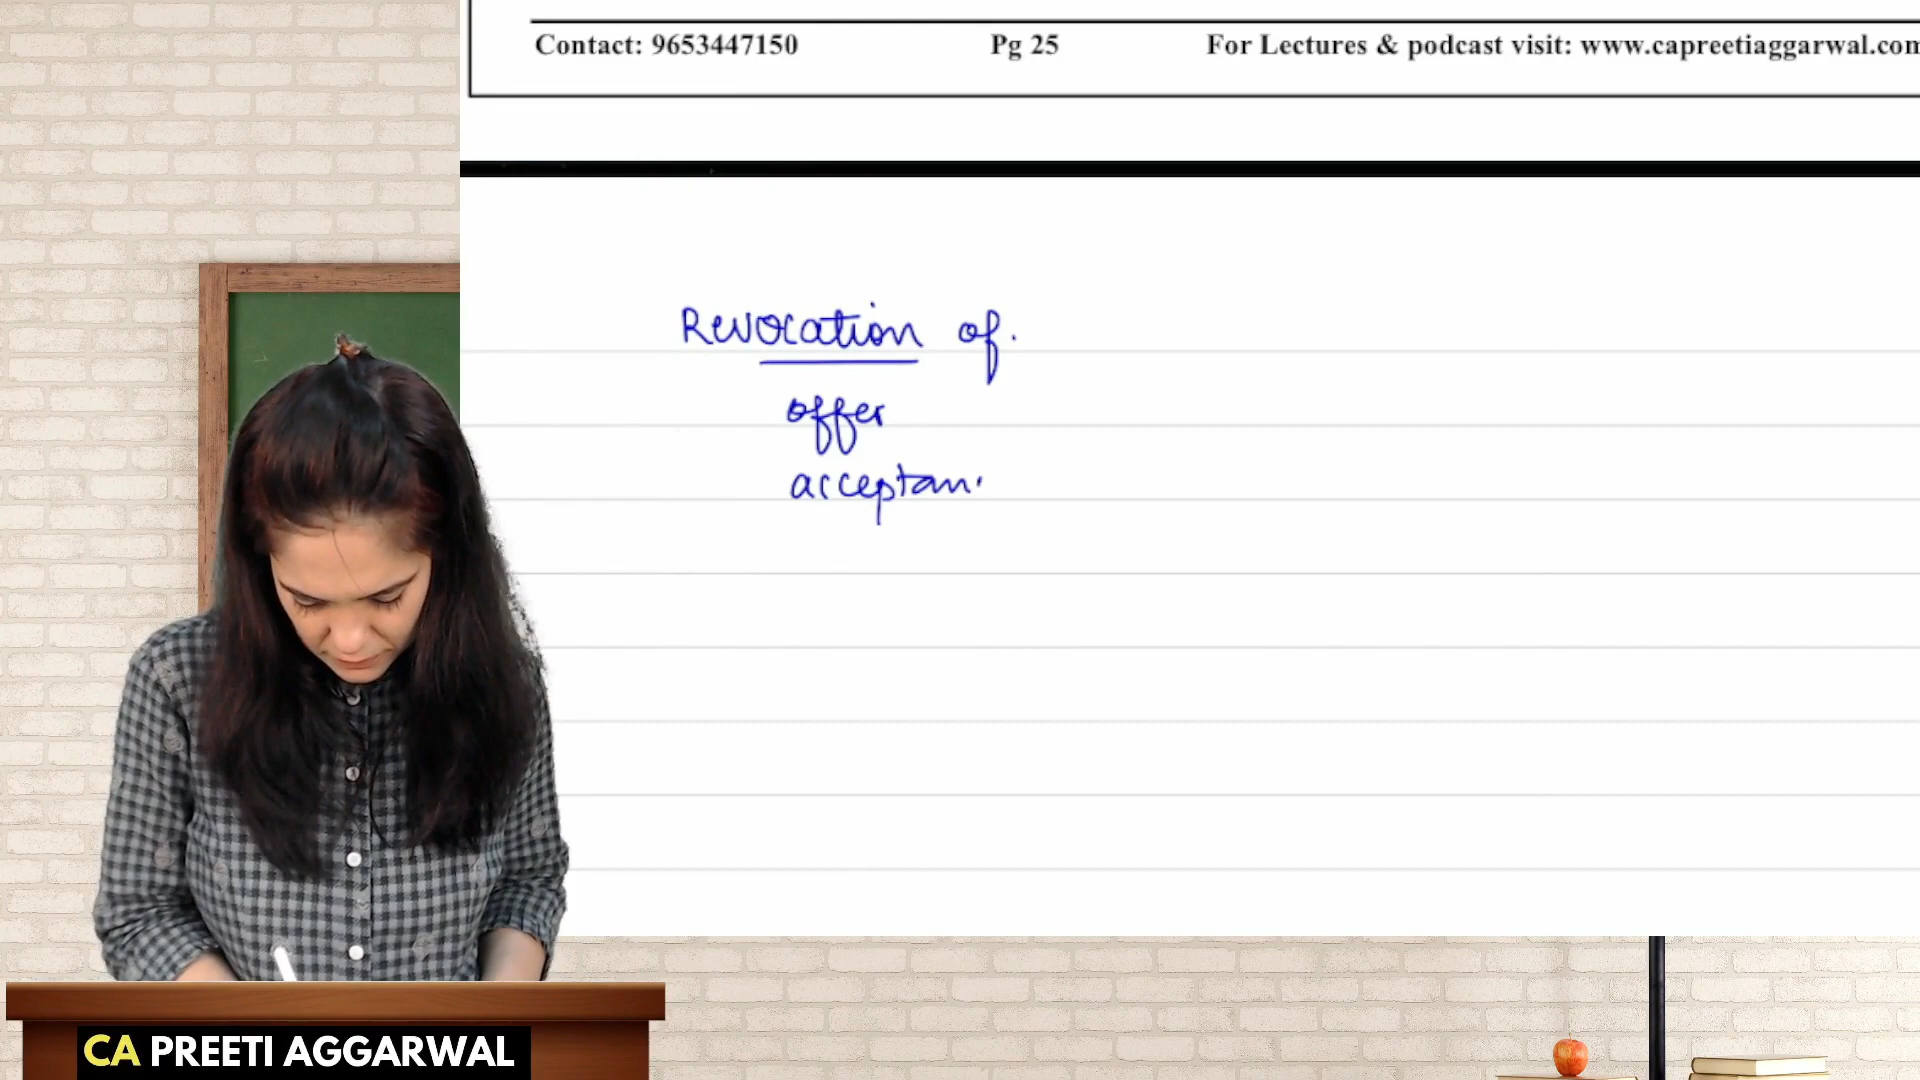 Contact: 9653447150 Pg 25 For Lectures & podcast visit: www.capreetiaggarwal.com
Revocation of.
offer
acceptan
CA PREETI AGGARWAL